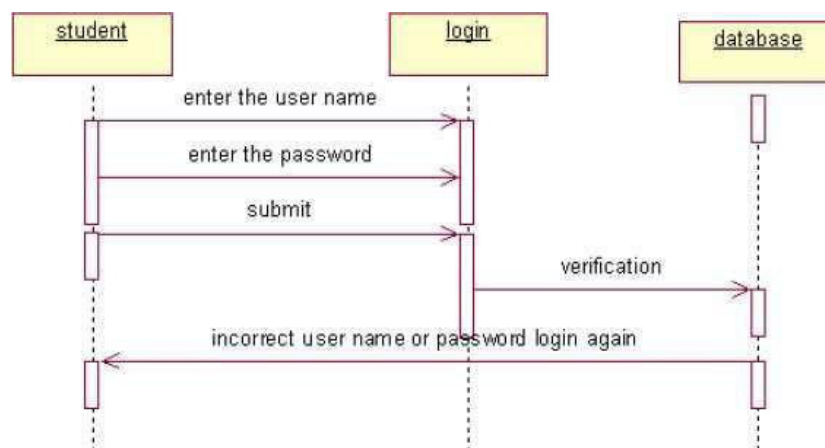 student
login
database
enter the user name
enter the password
submit
verification
incorrect user name or password login again